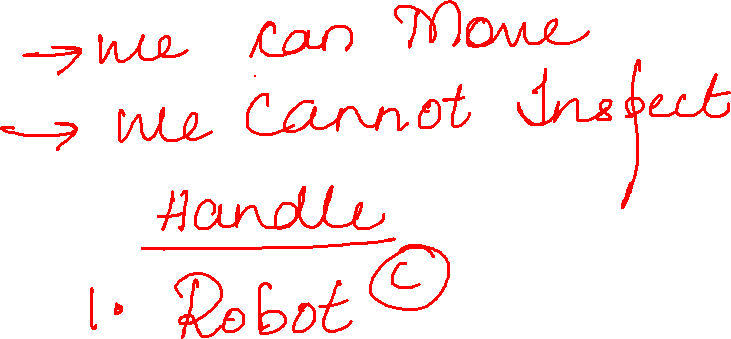 → we can Move
→ we cannot Inspect
Handle
1. Robot ©